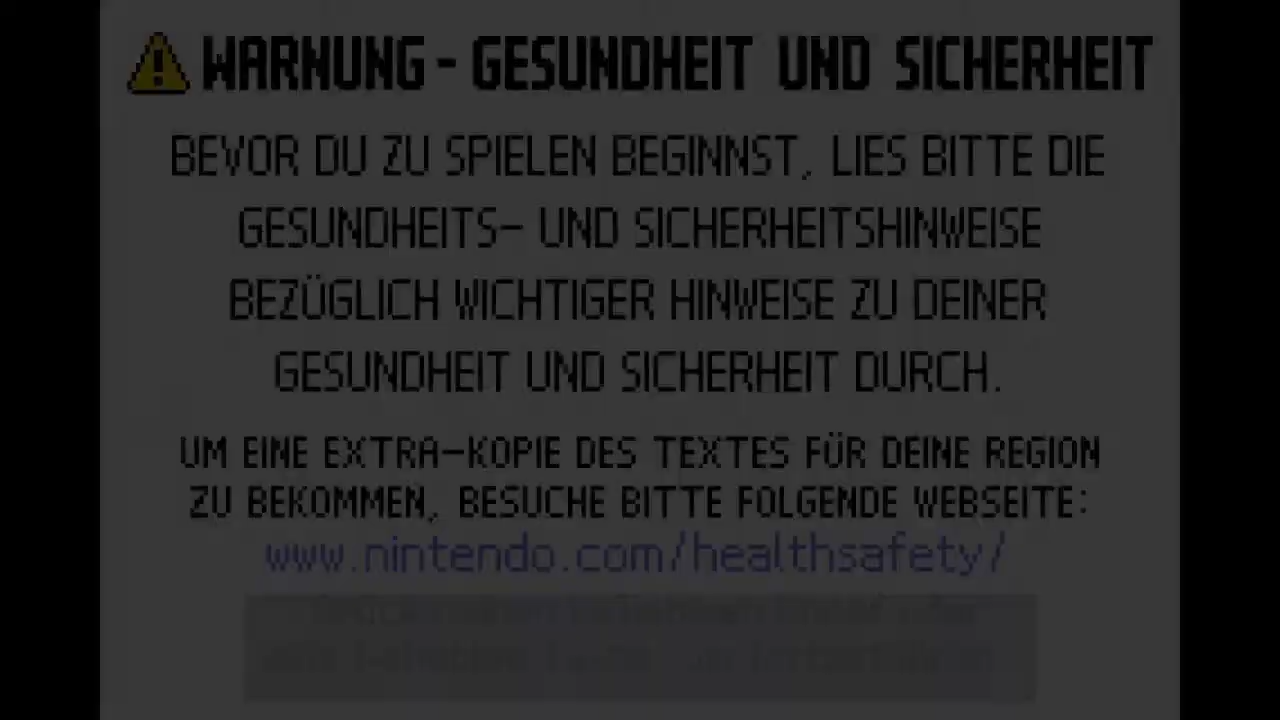 WARNUNG - GESUNDHEIT UND SICHERHEIT
BEVOR DU ZU SPIELEN BEGINNST, LIES BITTE DIE
GESUNDHEITS- UND SICHERHEITSHINWEISE
BEZÜGLICH WICHTIGER HINWEISE ZU DEINER
GESUNDHEIT UND SICHERHEIT DURCH.
UM EINE EXTRA-KOPIE DES TEXTES FÜR DEINE REGION
ZU BEKOMMEN, BESUCHE BITTE FOLGENDE WEBSEITE:
www.nintendo.com/healthsafety/